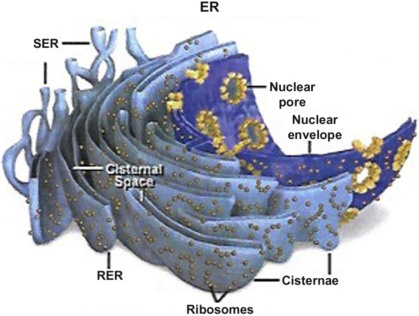 ER
SER
Nuclear
pore
Nuclear
envelope
Cisternal
Space
RER
Cisternae
Ribosomes